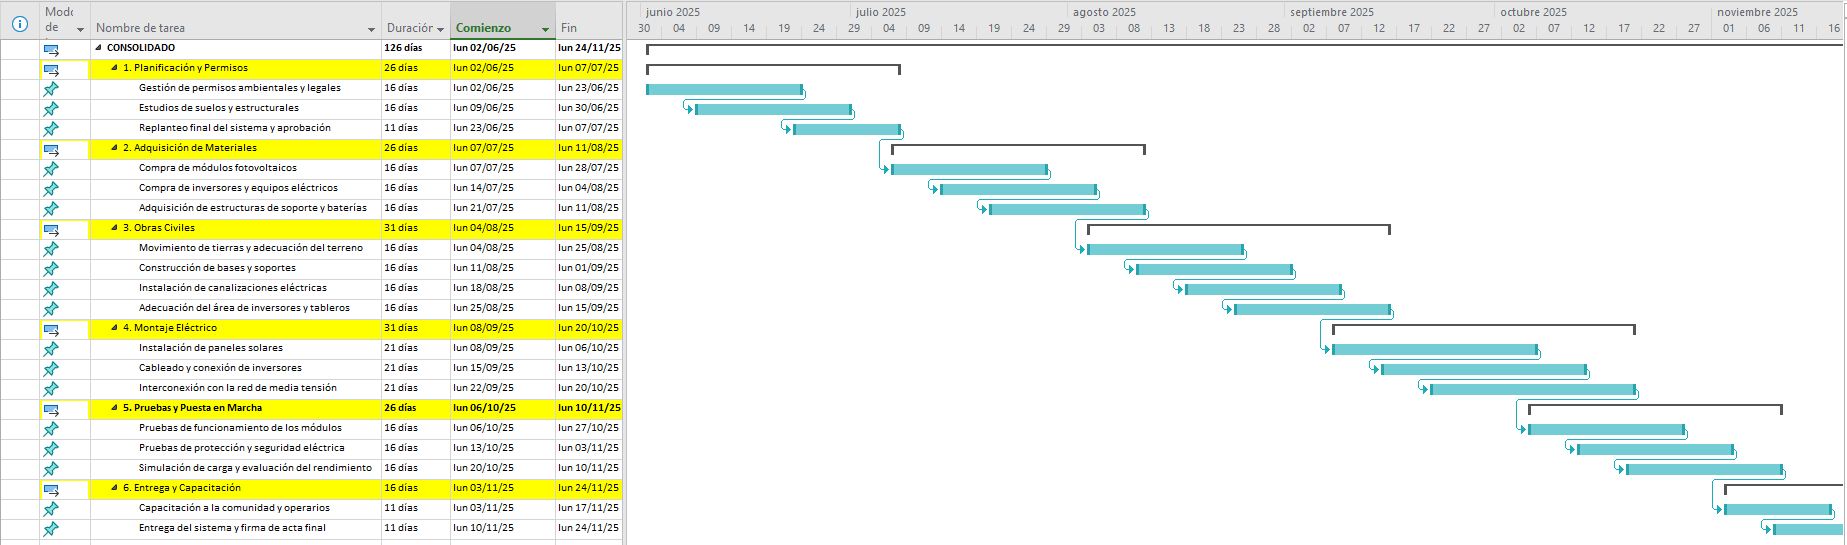 Modo de Nombre de tarea Duración Comienzo Fin
junio 2025 julio 2025 agosto 2025 septiembre 2025 octubre 2025 noviembre 2025
30 04 09 14 19 24 29 04 09 14 19 24 29 03 08 13 18 23 28 02 07 12 17 22 27 02 07 12 17 22 27 01 06 11 16
CONSOLIDADO 126 días lun 02/06/25 lun 24/11/25
1. Planificación y Permisos 26 días lun 02/06/25 lun 07/07/25
Gestión de permisos ambientales y legales 16 días lun 02/06/25 lun 23/06/25
Estudios de suelos y estructurales 16 días lun 09/06/25 lun 30/06/25
Replanteo final del sistema y aprobación 11 días lun 23/06/25 lun 07/07/25
2. Adquisición de Materiales 26 días lun 07/07/25 lun 11/08/25
Compra de módulos fotovoltaicos 16 días lun 07/07/25 lun 28/07/25
Compra de inversores y equipos eléctricos 16 días lun 14/07/25 lun 04/08/25
Adquisición de estructuras de soporte y baterías 16 días lun 21/07/25 lun 11/08/25
3. Obras Civiles 31 días lun 04/08/25 lun 15/09/25
Movimiento de tierras y adecuación del terreno 16 días lun 04/08/25 lun 25/08/25
Construcción de bases y soportes 16 días lun 11/08/25 lun 01/09/25
Instalación de canalizaciones eléctricas 16 días lun 18/08/25 lun 08/09/25
Adecuación del área de inversores y tableros 16 días lun 25/08/25 lun 15/09/25
4. Montaje Eléctrico 31 días lun 08/09/25 lun 20/10/25
Instalación de paneles solares 21 días lun 08/09/25 lun 06/10/25
Cableado y conexión de inversores 21 días lun 15/09/25 lun 13/10/25
Interconexión con la red de media tensión 21 días lun 22/09/25 lun 20/10/25
5. Pruebas y Puesta en Marcha 26 días lun 06/10/25 lun 10/11/25
Pruebas de funcionamiento de los módulos 16 días lun 06/10/25 lun 27/10/25
Pruebas de protección y seguridad eléctrica 16 días lun 13/10/25 lun 03/11/25
Simulación de carga y evaluación del rendimiento 16 días lun 20/10/25 lun 10/11/25
6. Entrega y Capacitación 16 días lun 03/11/25 lun 24/11/25
Capacitación a la comunidad y operarios 11 días lun 03/11/25 lun 17/11/25
Entrega del sistema y firma de acta final 11 días lun 10/11/25 lun 24/11/25